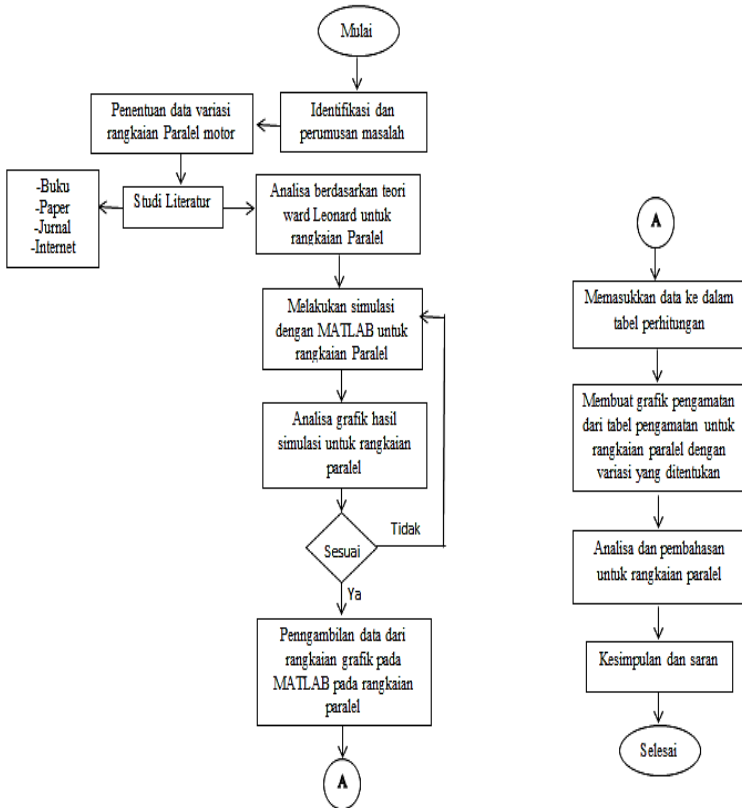 Mulai
Identifikasi dan
perumusan masalah
Penentuan data variasi
rangkaian Paralel motor
Studi Literatur
-Buku
-Paper
-Jurnal
-Internet
Analisa berdasarkan teori
ward Leonard untuk
rangkaian Paralel
Melakukan simulasi
dengan MATLAB untuk
rangkaian Paralel
Analisa grafik hasil
simulasi untuk rangkaian
paralel
Sesuai
Tidak
Ya
Penngambilan data dari
rangkaian grafik pada
MATLAB pada rangkaian
paralel
A
A
Memasukkan data ke dalam
tabel perhitungan
Membuat grafik pengamatan
dari tabel pengamatan untuk
rangkaian paralel dengan
variasi yang ditentukan
Analisa dan pembahasan
untuk rangkaian paralel
Kesimpulan dan saran
Selesai